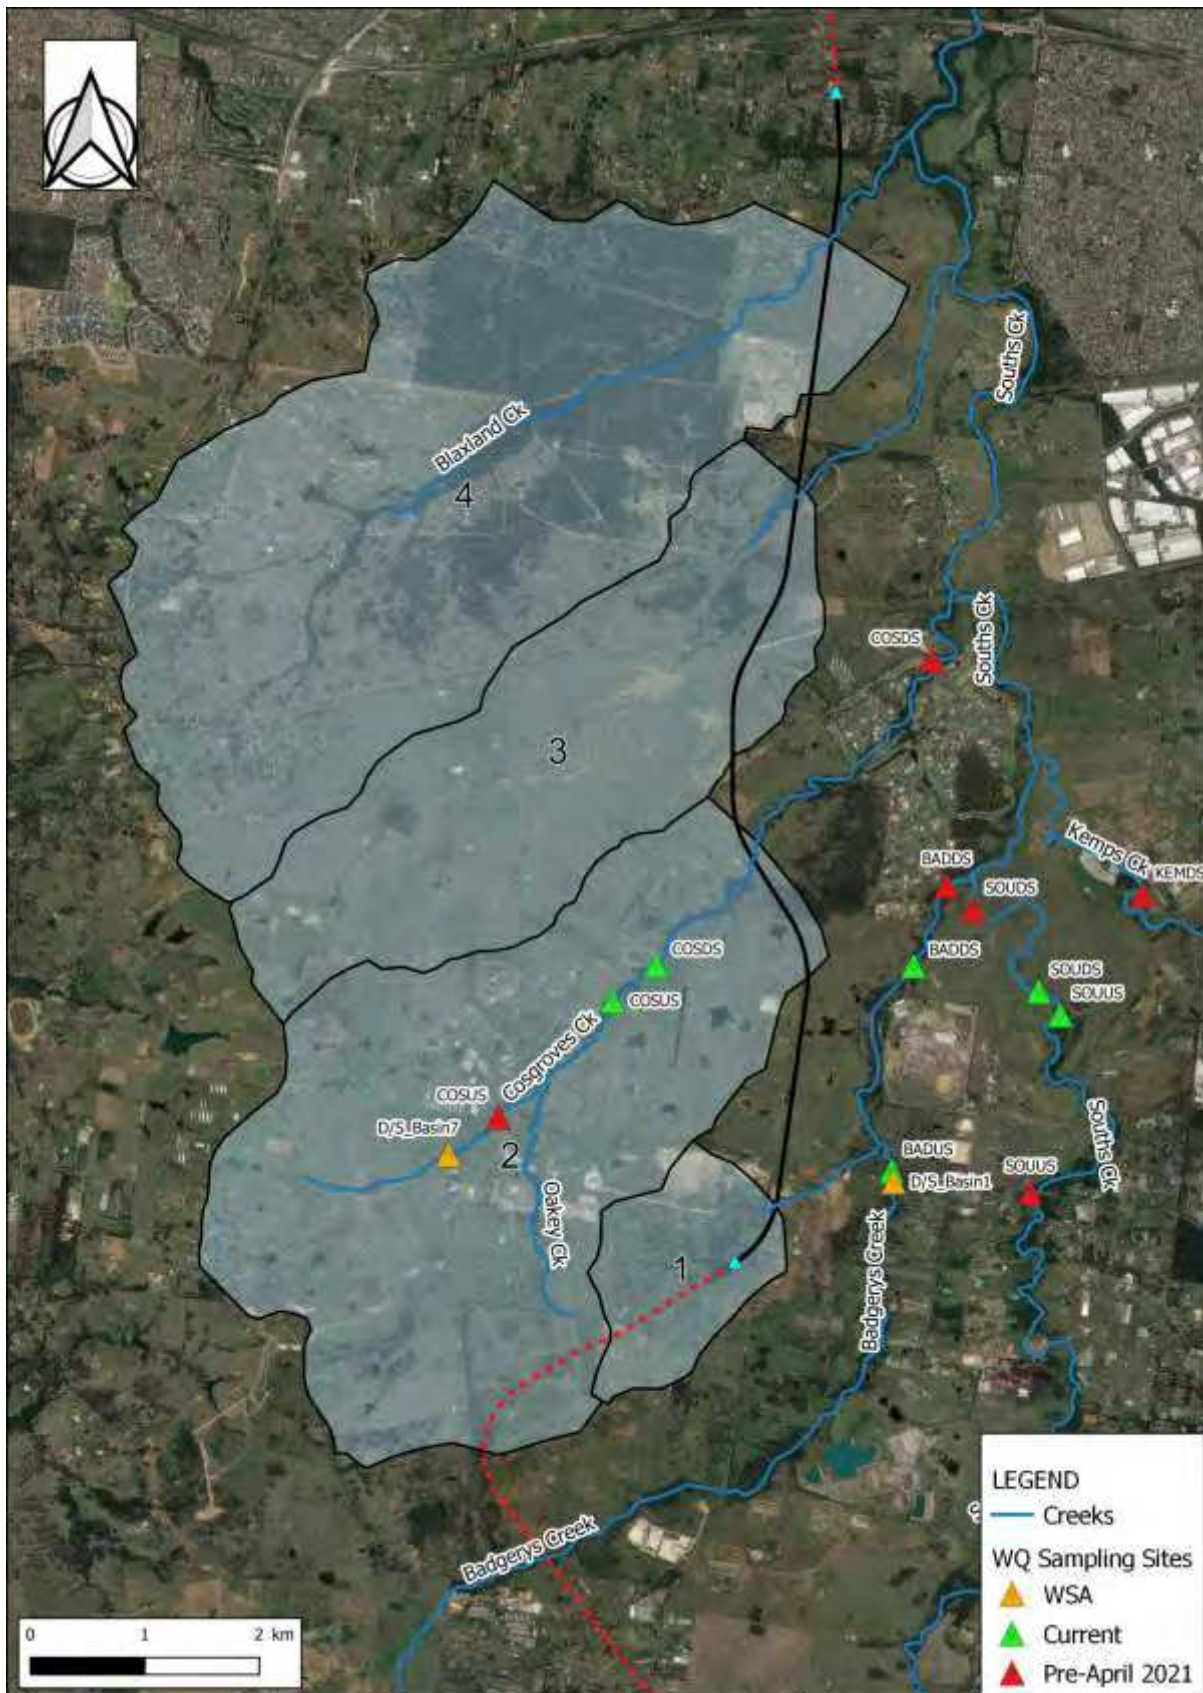 Souths Ck
Blaxland Ck
4
Souths Ck
COSDS
3
Kemps Ck
BADDS
KEMDS
SOUDS
COSDS
BADDS
SOUDS
COSUS
SOUUS
Cosgroves Ck
COSUS
D/S_Basin7
2
Souths Ck
BADUS
SOUUS
D/S_Basin1
Oakey Ck
1
Badgerys Creek
Badgerys Creek
LEGEND
Creeks
WQ Sampling Sites
WSA
Current
Pre-April 2021
0 1 2 km